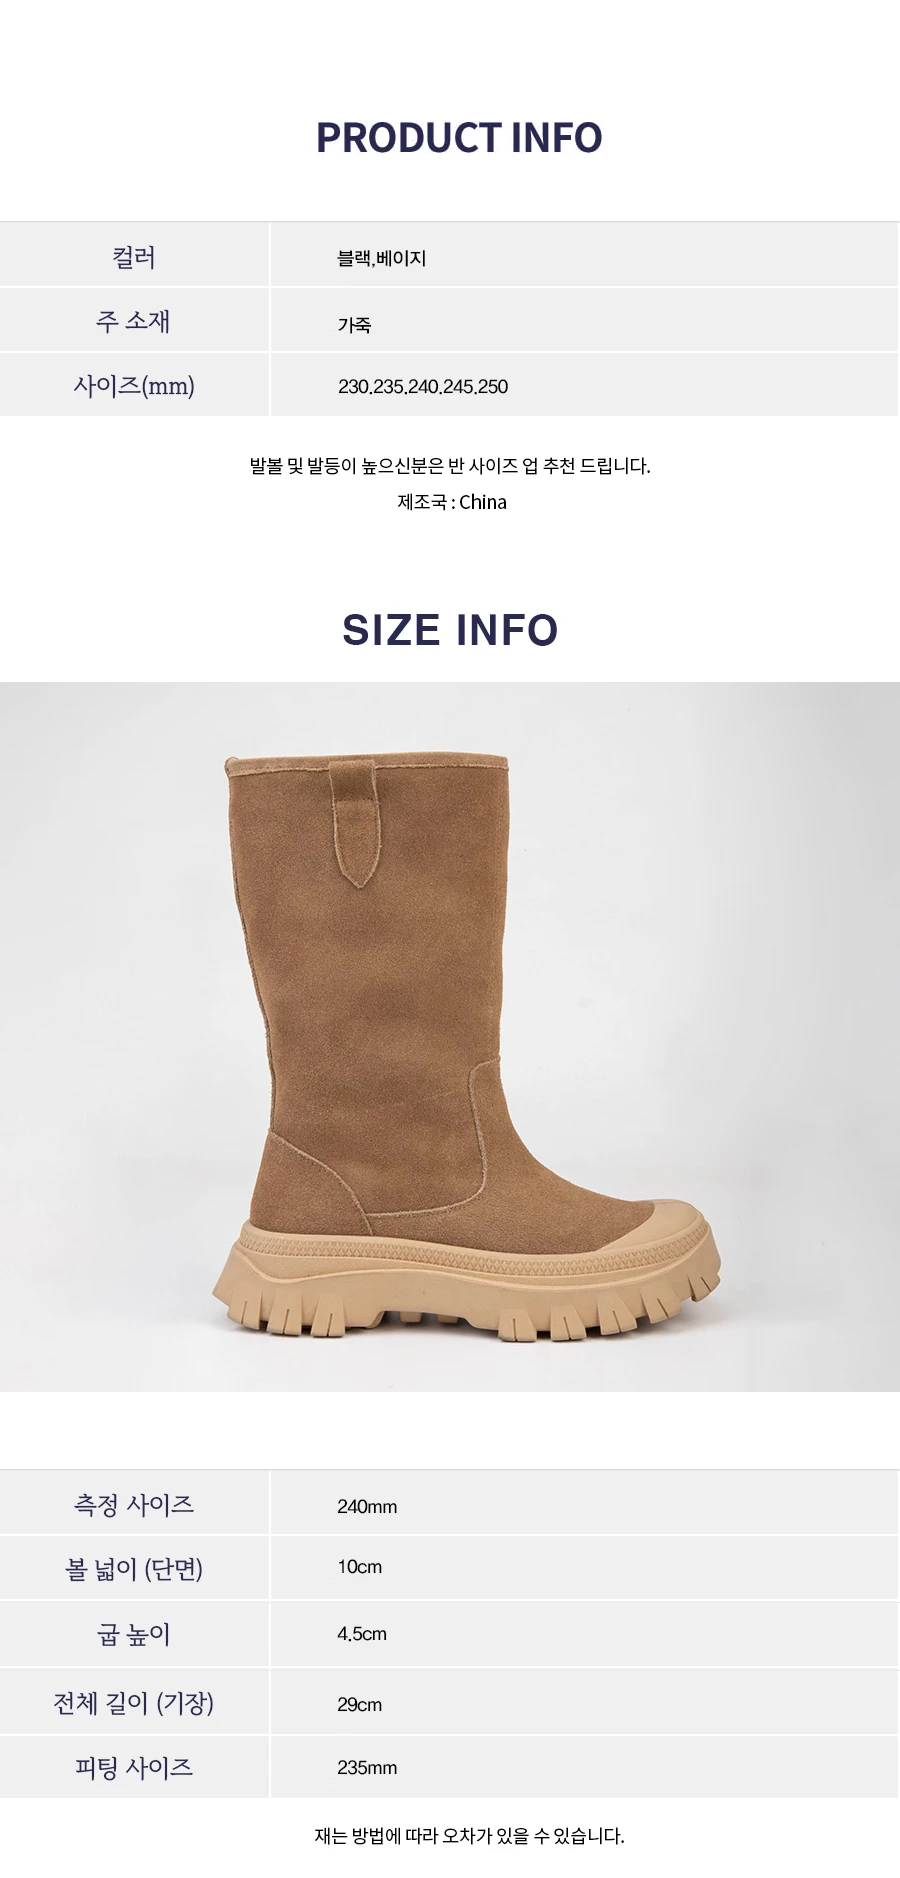 PRODUCT INFO
컬러 블랙,베이지
주 소재 가죽
사이즈(mm) 230.235.240.245.250
발볼 및 발등이 높으신분은 반 사이즈 업 추천 드립니다.
제조국 : China
SIZE INFO
측정 사이즈 240mm
볼 넓이 (단면) 10cm
굽 높이 4.5cm
전체 길이 (기장) 29cm
피팅 사이즈 235mm
재는 방법에 따라 오차가 있을 수 있습니다.